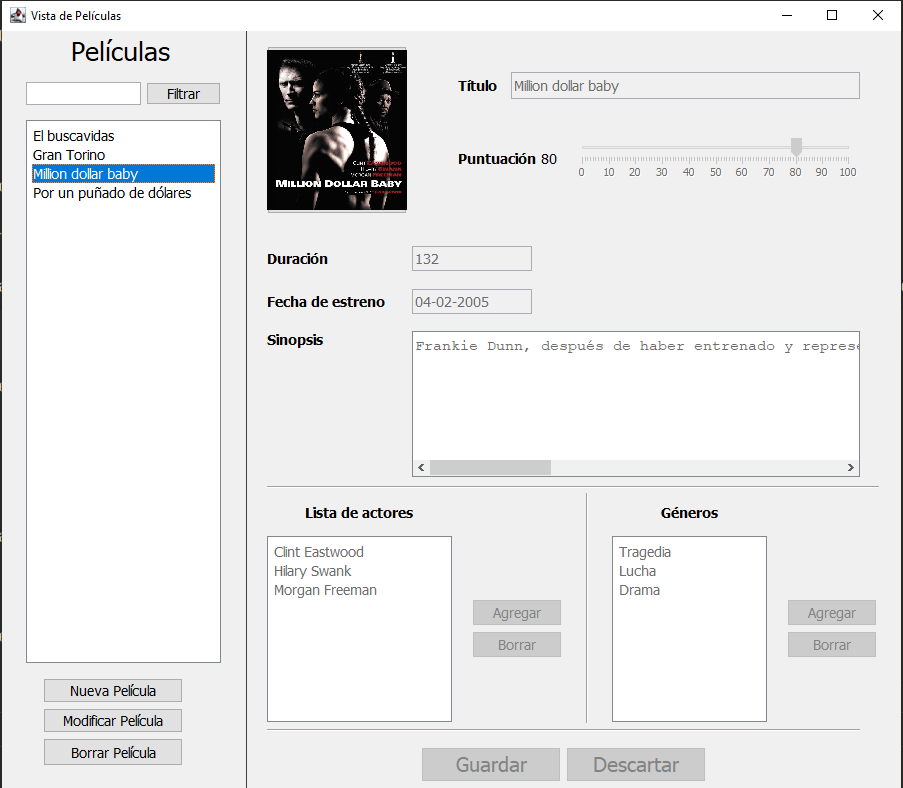 Vista de Películas
Películas
Filtrar
El buscavidas
Gran Torino
Million dollar baby
Por un puñado de dólares
Nueva Película
Modificar Película
Borrar Película
MILLION DOLLAR BABY
Título Million dollar baby
Puntuación 80
0 10 20 30 40 50 60 70 80 90 100
Duración 132
Fecha de estreno 04-02-2005
Sinopsis Frankie Dunn, después de haber entrenado y represe
Lista de actores
Clint Eastwood
Hilary Swank
Morgan Freeman
Agregar
Borrar
Géneros
Tragedia
Lucha
Drama
Agregar
Borrar
Guardar Descartar